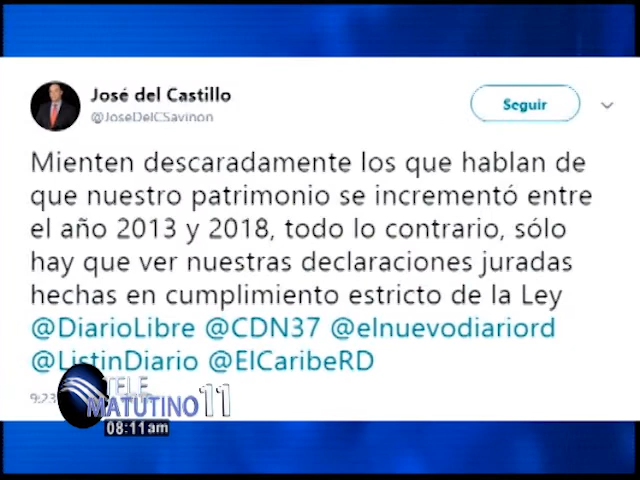 José del Castillo
@JoseDelCSavinon
Seguir
Mienten descaradamente los que hablan de
que nuestro patrimonio se incrementó entre
el año 2013 y 2018, todo lo contrario, sólo
hay que ver nuestras declaraciones juradas
hechas en cumplimiento estricto de la Ley
@DiarioLibre @CDN37 @elnuevodiariord
@ListinDiario @ElCaribeRD
TELE
MATUTINO 11
08:11am